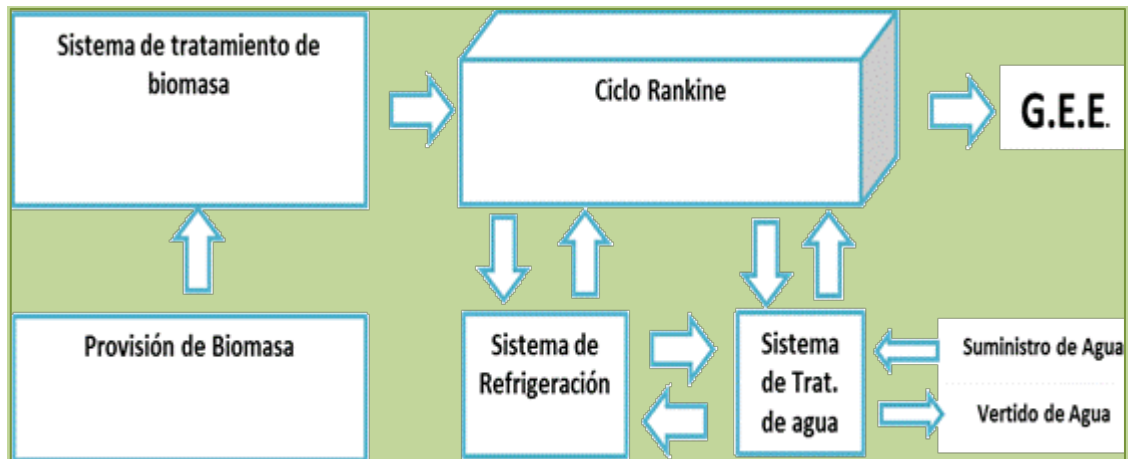 Sistema de tratamiento de
biomasa
Ciclo Rankine
G.E.E.
Provisión de Biomasa
Sistema de
Refrigeración
Sistema
de Trat.
de agua
Suministro de Agua
Vertido de Agua